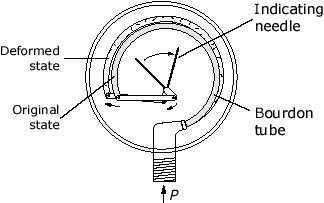 Indicating
needle
Deformed
state
Original
state
Bourdon
tube
P